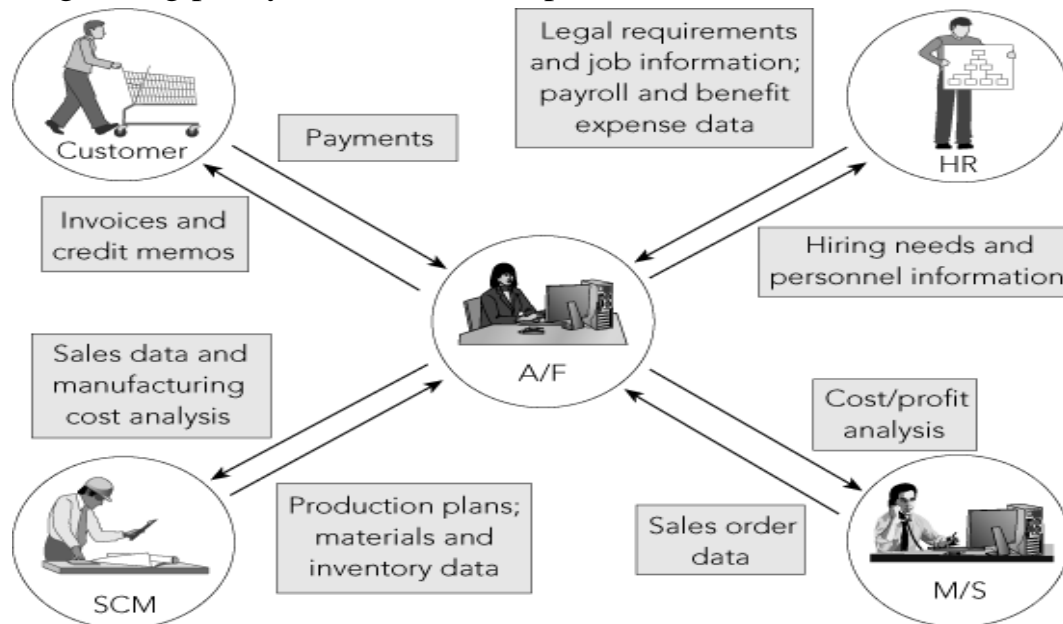 Legal requirements
and job information;
payroll and benefit
expense data
Customer
Payments
HR
Invoices and
credit memos
Hiring needs and
personnel information
A/F
Sales data and
manufacturing
cost analysis
Cost/profit
analysis
Production plans;
materials and
inventory data
Sales order
data
SCM
M/S